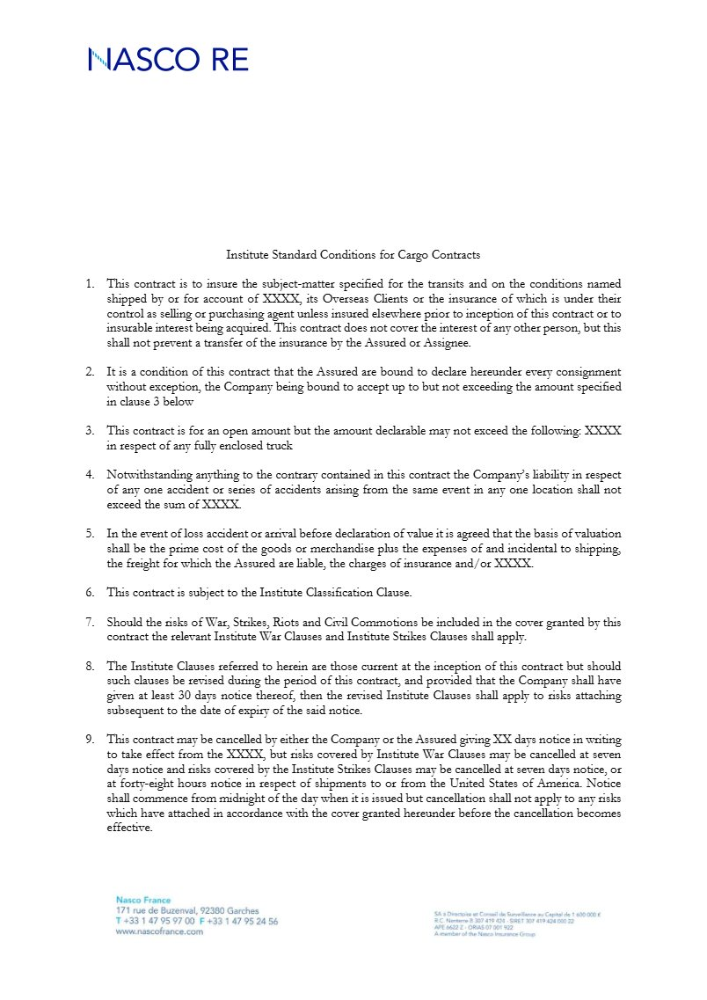 NASCO RE
Institute Standard Conditions for Cargo Contracts
1. This contract is to insure the subject-matter specified for the transits and on the conditions named
shipped by or for account of XXXX, its Overseas Clients or the insurance of which is under their
control as selling or purchasing agent unless insured elsewhere prior to inception of this contract or to
insurable interest being acquired. This contract does not cover the interest of any other person, but this
shall not prevent a transfer of the insurance by the Assured or Assignee.
2. It is a condition of this contract that the Assured are bound to declare hereunder every consignment
without exception, the Company being bound to accept up to but not exceeding the amount specified
in clause 3 below
3. This contract is for an open amount but the amount declarable may not exceed the following: XXXX
in respect of any fully enclosed truck
4. Notwithstanding anything to the contrary contained in this contract the Company's liability in respect
of any one accident or series of accidents arising from the same event in any one location shall not
exceed the sum of XXXX.
5. In the event of loss accident or arrival before declaration of value it is agreed that the basis of valuation
shall be the prime cost of the goods or merchandise plus the expenses of and incidental to shipping,
the freight for which the Assured are liable, the charges of insurance and/or XXXX.
6. This contract is subject to the Institute Classification Clause.
7. Should the risks of War, Strikes, Riots and Civil Commotions be included in the cover granted by this
contract the relevant Institute War Clauses and Institute Strikes Clauses shall apply.
8. The Institute Clauses referred to herein are those current at the inception of this contract but should
such clauses be revised during the period of this contract, and provided that the Company shall have
given at least 30 days notice thereof, then the revised Institute Clauses shall apply to risks attaching
subsequent to the date of expiry of the said notice.
9. This contract may be cancelled by either the Company or the Assured giving XX days notice in writing
to take effect from the XXXX, but risks covered by Institute War Clauses may be cancelled at seven
days notice and risks covered by the Institute Strikes Clauses may be cancelled at seven days notice, or
at forty-eight hours notice in respect of shipments to or from the United States of America. Notice
shall commence from midnight of the day when it is issued but cancellation shall not apply to any risks
which have attached in accordance with the cover granted hereunder before the cancellation becomes
effective.
Nasco France
171 rue de Buzenval, 92380 Garches
T +33 1 47 95 97 00 F +33 1 47 95 24 56
www.nascofrance.com
SA à Directoire et Conseil de Surveillance au Capital de 1 600 000 €
R.C. Nanterre B 307 419 424 - SIRET 307 419 424 000 22
APE 6622 Z - ORIAS 07 001 922
A member of the Nasco Insurance Group